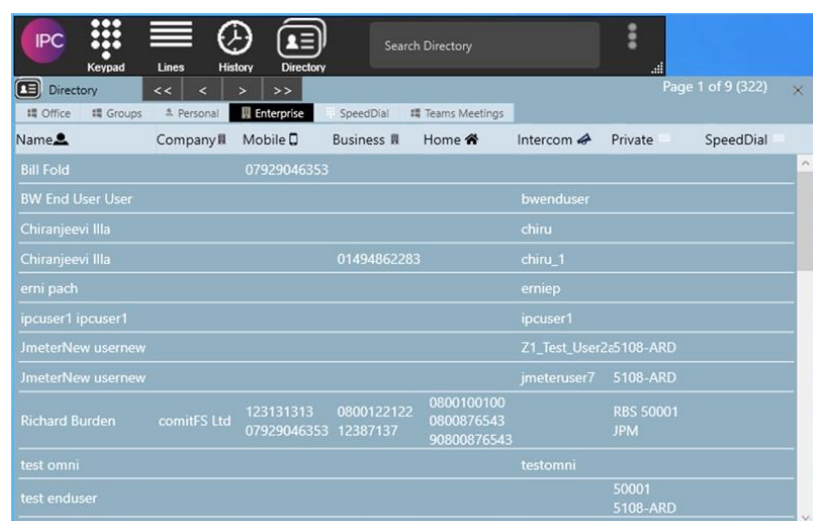 IPC
Keypad Lines History Directory Search Directory
Directory << < > >> Page 1 of 9 (322)
Office Groups Personal Enterprise SpeedDial Teams Meetings
Name Company Mobile Business Home Intercom Private SpeedDial
Bill Fold 07929046353
BW End User User bwenduser
Chiranjeevi Illa chiru
Chiranjeevi Illa 01494862283 chiru_1
erni pach erniep
ipcuser1 ipcuser1 ipcuser1
JmeterNew usernew Z1_Test_User2a5108-ARD
JmeterNew usernew jmeteruser7 5108-ARD
Richard Burden comitFS Ltd 123131313 0800122122 0800100100 RBS 50001
07929046353 12387137 0800876543 JPM
90800876543
test omni testomni
test enduser 50001
5108-ARD